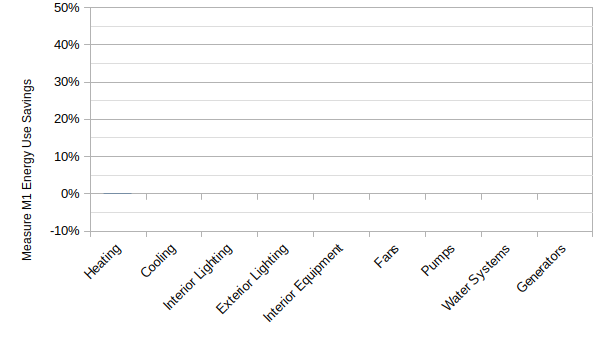 50%
40%
30%
20%
10%
0%
-10%
Measure M1 Energy Use Savings
Heating
Cooling
Interior Lighting
Exterior Lighting
Interior Equipment
Fans
Pumps
Water Systems
Generators